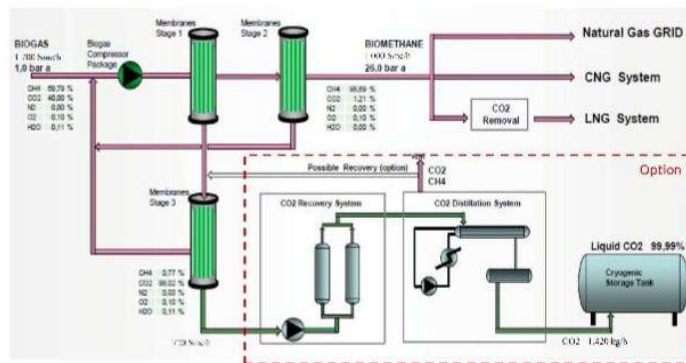 Membranes
Stage 1
Membranes
Stage 2
Natural Gas GRID
BIOGAS
1.700 Smc/h
1,0 bar a
Biogas
Compressor
Package
BIOMETHANE
1.000 Smc/h
26,0 bar a
CNG System
CH4 59,79 %
CO2 40,00 %
N2 0,00 %
O2 0,10 %
H2O 0,11 %
CH4 98,69 %
CO2 1,21 %
N2 0,00 %
O2 0,10 %
H2O 0,00 %
CO2
Removal
LNG System
Possible Recovery (option)
CO2
CH4
Option
Membranes
Stage 3
CO2 Recovery System
CO2 Distillation System
Liquid CO2 99,99%
Cryogenic
Storage Tank
CH4 0,77 %
CO2 99,02 %
N2 0,00 %
O2 0,10 %
H2O 0,11 %
CO2 1,420 kg/h